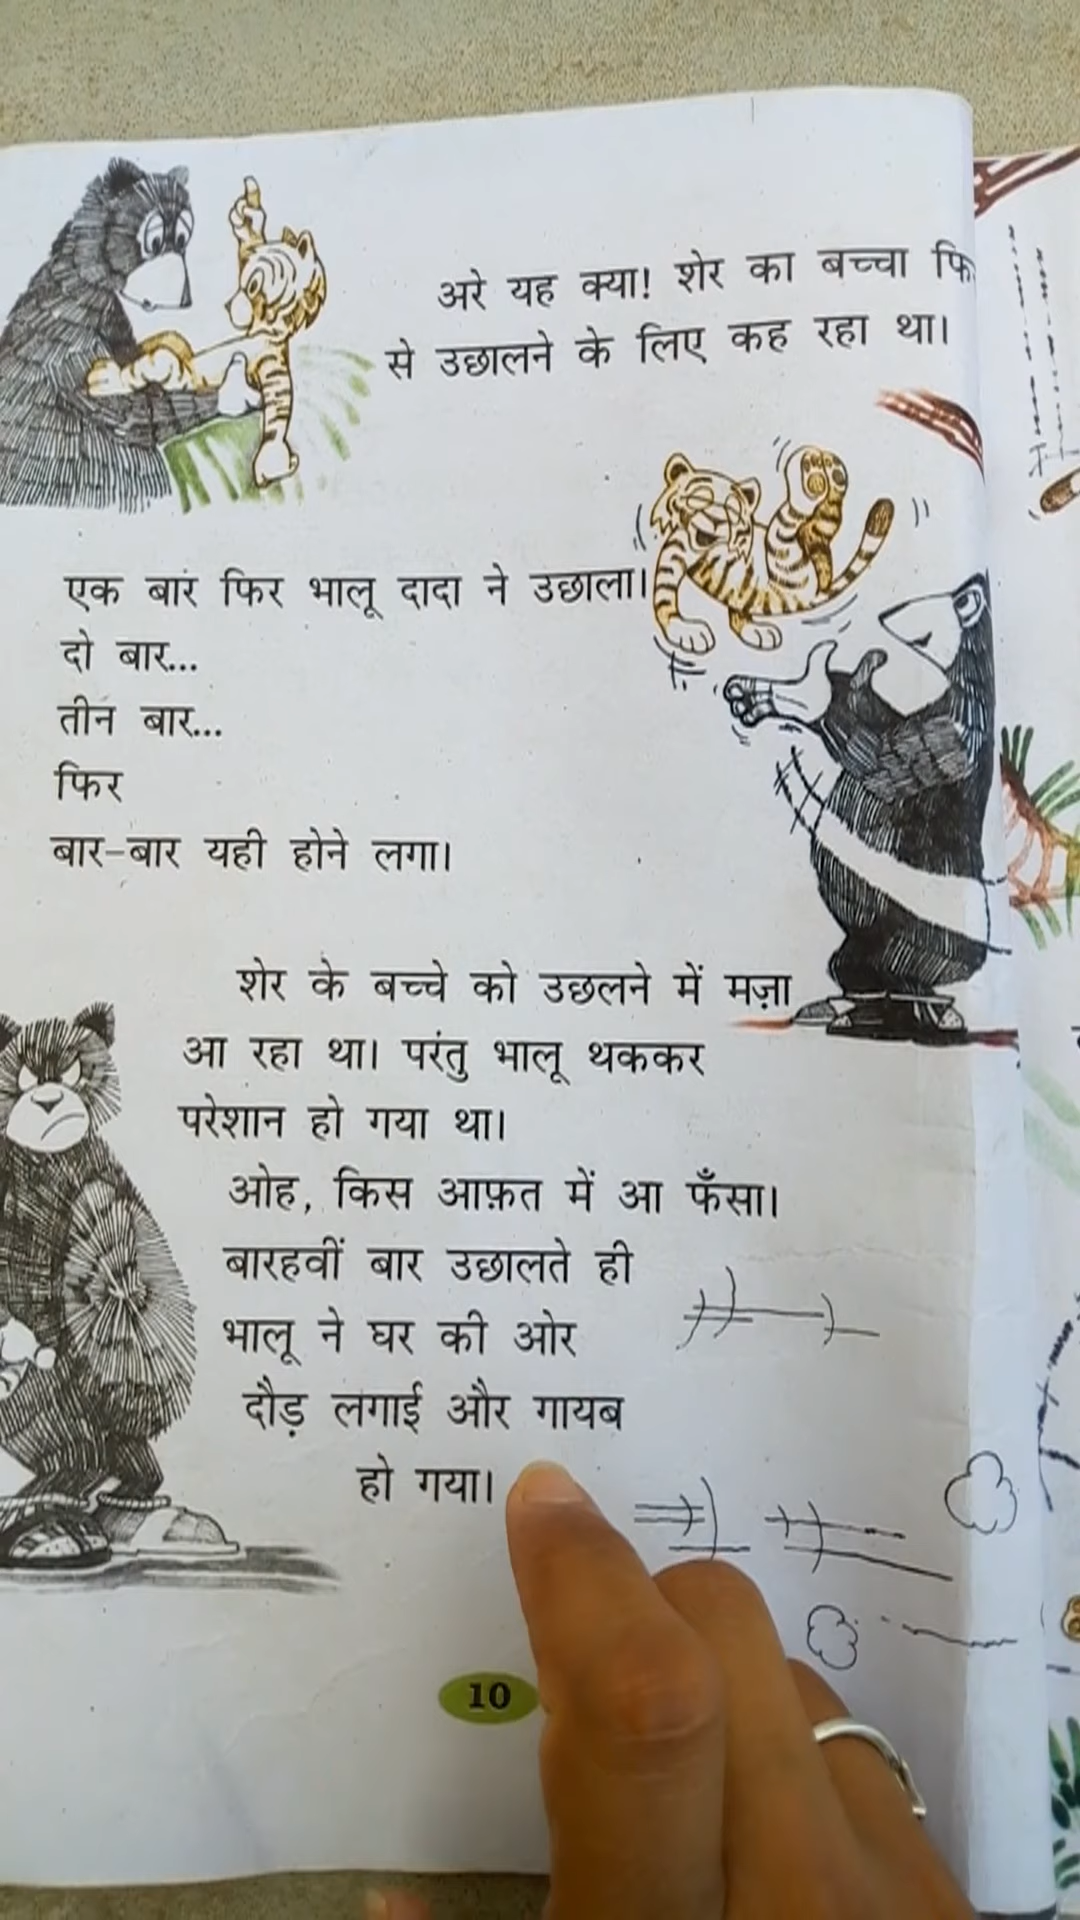 अरे यह क्या! शेर का बच्चा
से उछालने के लिए कह रहा था।
एक बार फिर भालू दादा ने उछाला।
दो बार...
तीन बार...
फिर
बार-बार यही होने लगा।
शेर के बच्चे को उछलने में मज़ा
आ रहा था। परंतु भालू थककर
परेशान हो गया था।
ओह, किस आफ़त में आ फँसा।
बारहवीं बार उछालते ही
भालू ने घर की ओर
दौड़ लगाई और गायब
हो गया।
10